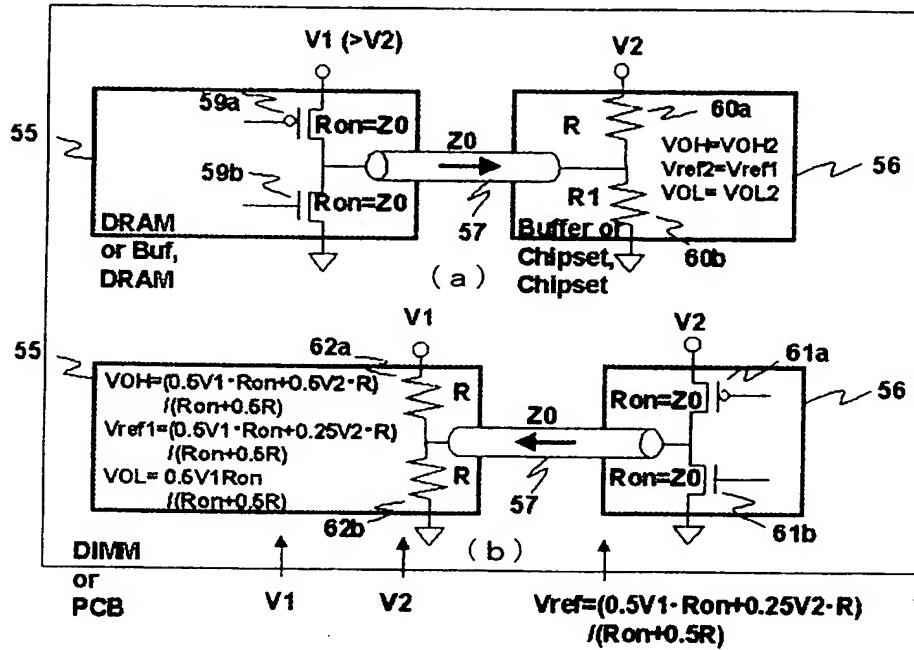 V1 (>V2)
V2
59a
60a
55
Ron=Z0
Z0
R
VOH=VOH2
Vref2=Vref1
VOL= VOL2
56
59b
Ron=Z0
R1
57
DRAM
or Buf,
DRAM
Buffer or
Chipset,
Chipset
60b
(a)
V1
V2
55
62a
61a
VOH=(0.5V1·Ron+0.5V2·R)
/(Ron+0.5R)
Vref1=(0.5V1·Ron+0.25V2·R)
/(Ron+0.5R)
VOL= 0.5V1Ron
/(Ron+0.5R)
R
Z0
Ron=Z0
56
R
57
Ron=Z0
62b
61b
(b)
DIMM
or
PCB
V1
V2
Vref=(0.5V1·Ron+0.25V2·R)
/(Ron+0.5R)